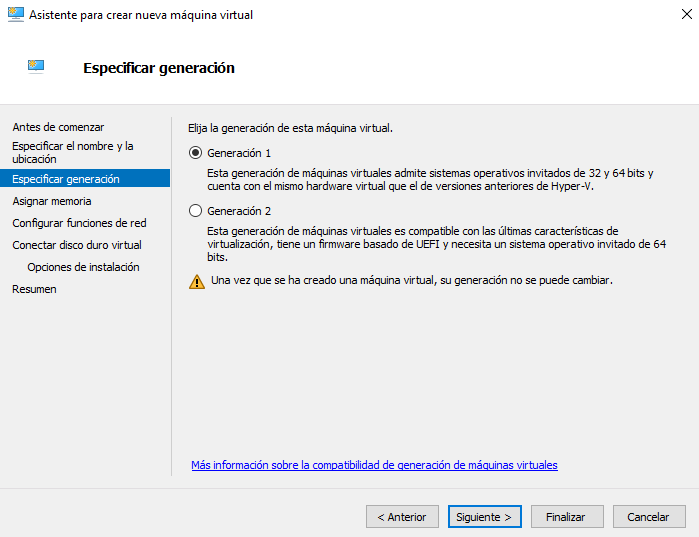 Asistente para crear nueva máquina virtual
Especificar generación
Antes de comenzar
Especificar el nombre y la
ubicación
Especificar generación
Asignar memoria
Configurar funciones de red
Conectar disco duro virtual
Opciones de instalación
Resumen
Elija la generación de esta máquina virtual.
Generación 1
Esta generación de máquinas virtuales admite sistemas operativos invitados de 32 y 64 bits y
cuenta con el mismo hardware virtual que el de versiones anteriores de Hyper-V.
Generación 2
Esta generación de máquinas virtuales es compatible con las últimas características de
virtualización, tiene un firmware basado de UEFI y necesita un sistema operativo invitado de 64
bits.
Una vez que se ha creado una máquina virtual, su generación no se puede cambiar.
Más información sobre la compatibilidad de generación de máquinas virtuales
< Anterior
Siguiente >
Finalizar
Cancelar